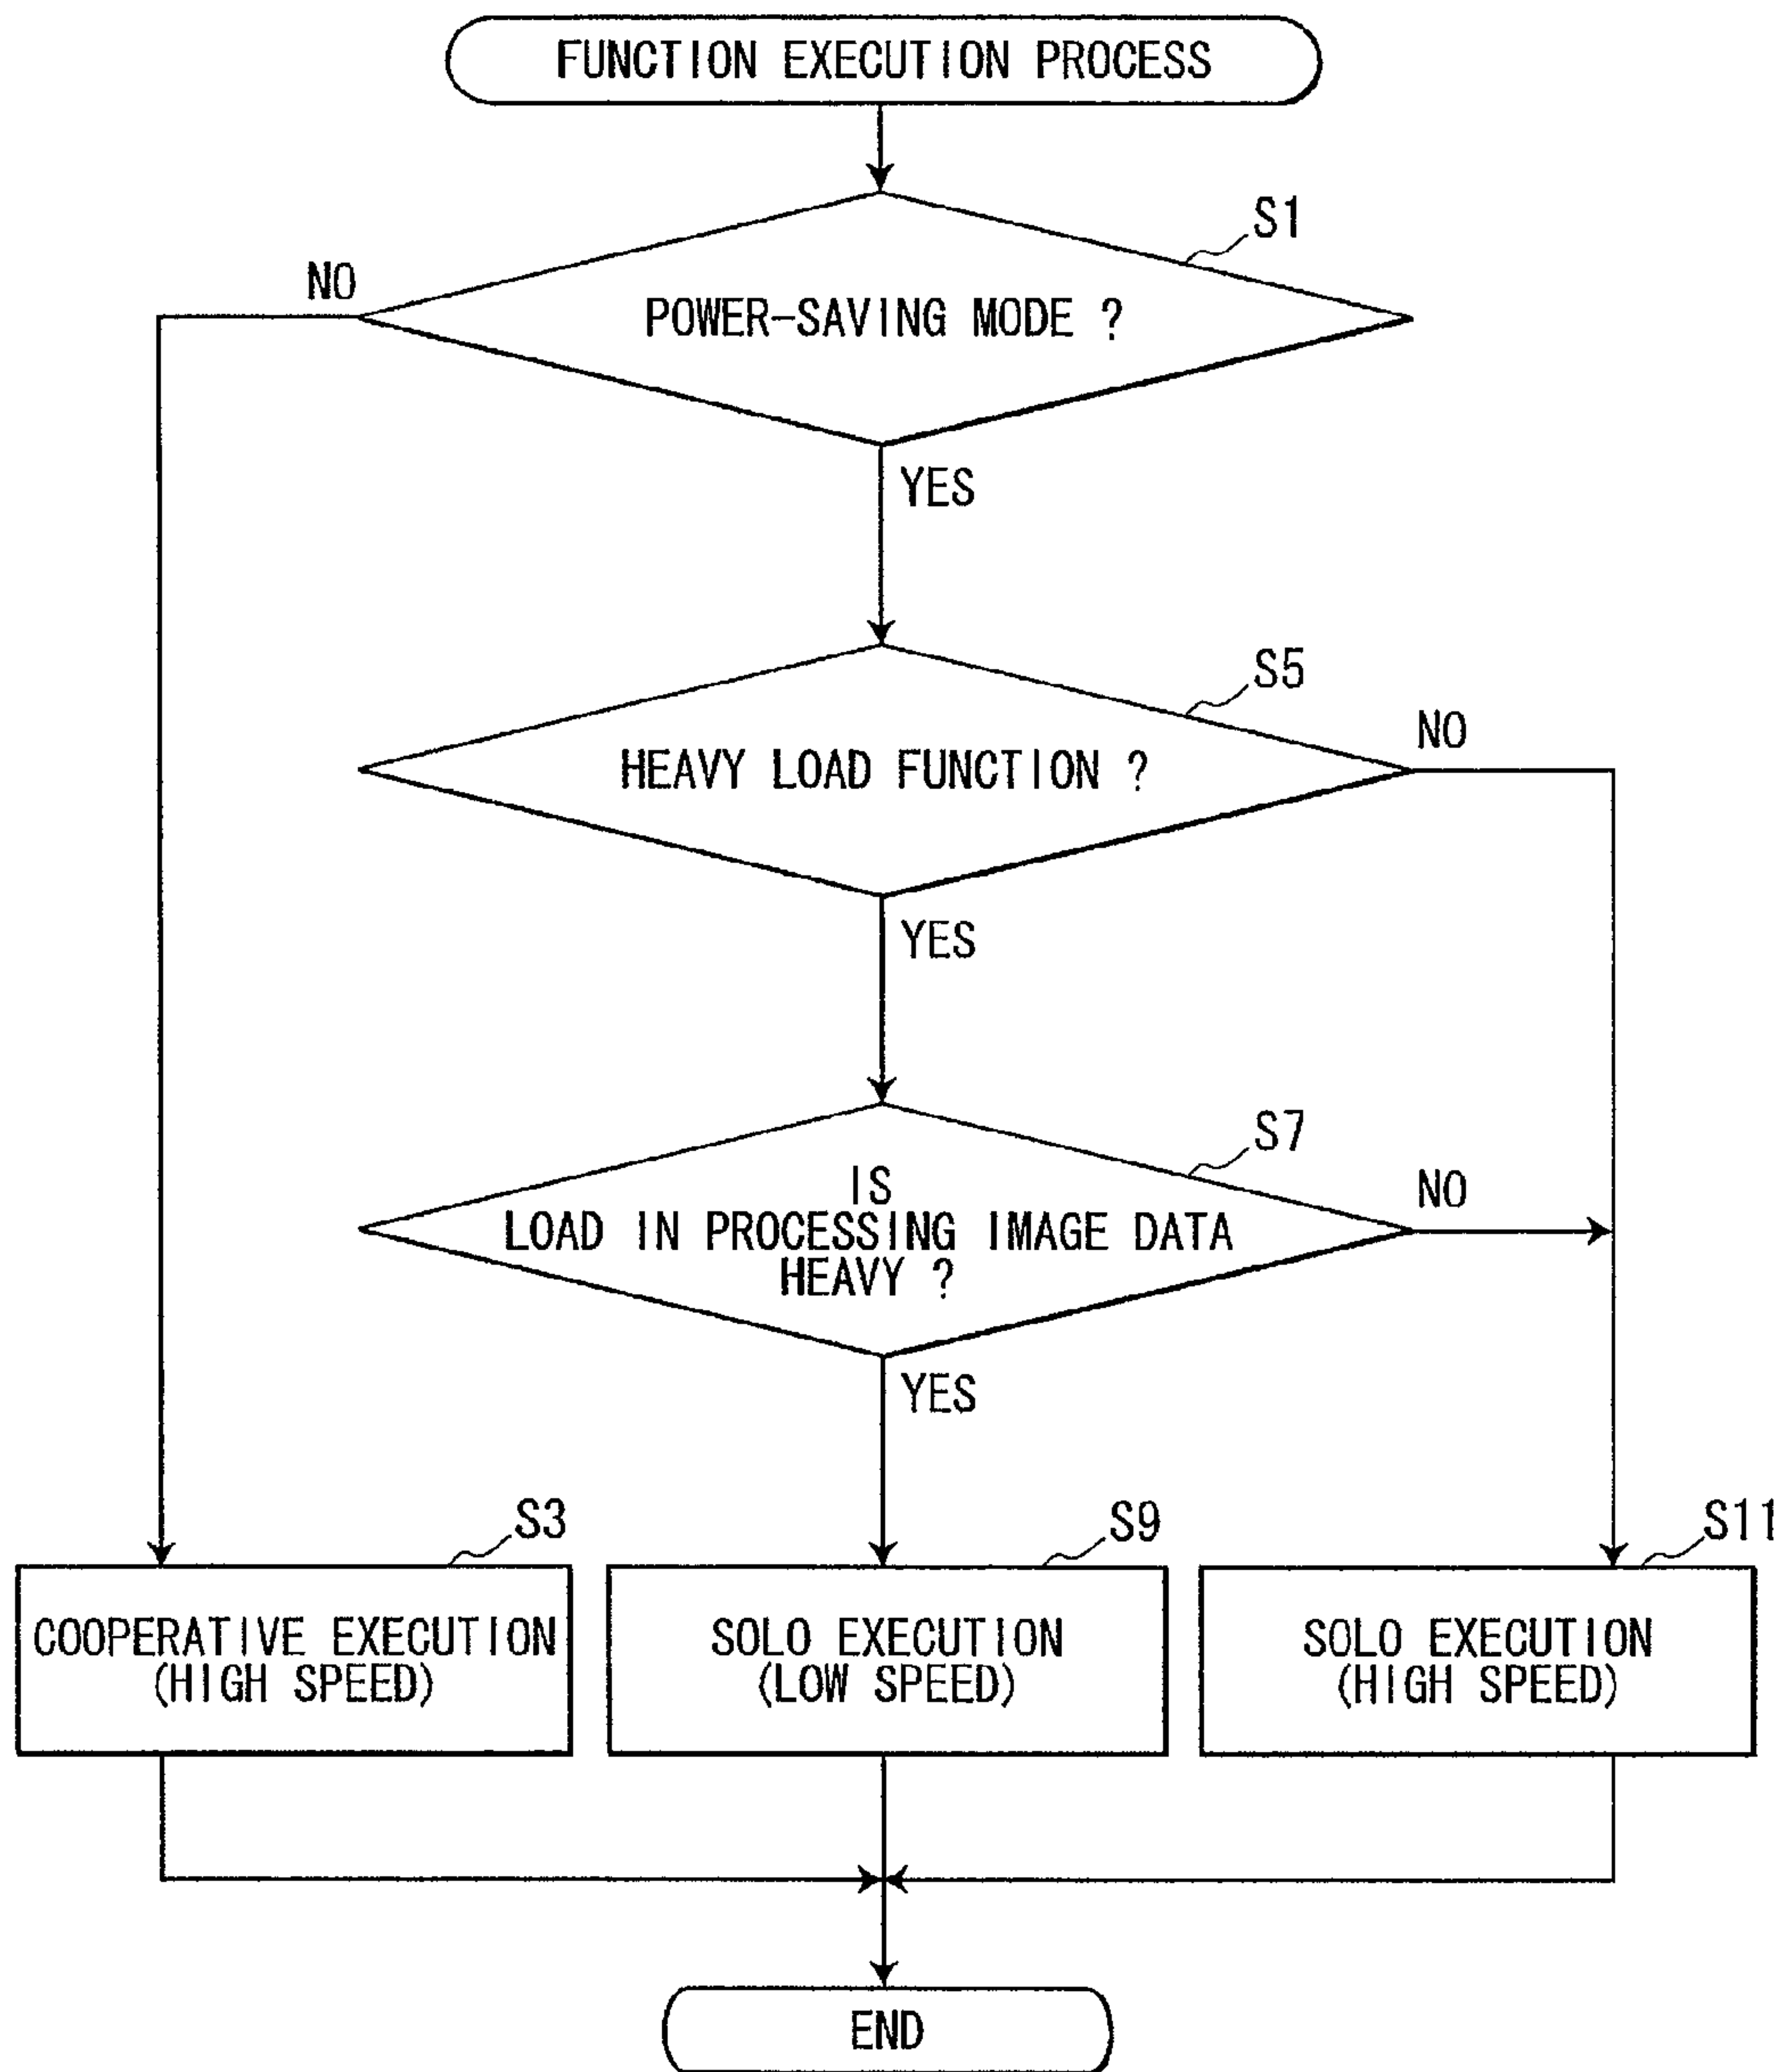 FUNCTION EXECUTION PROCESS
S1
NO
POWER-SAVING MODE ?
YES
S5
NO
HEAVY LOAD FUNCTION ?
YES
S7
NO
IS
LOAD IN PROCESSING IMAGE DATA
HEAVY ?
YES
S3
COOPERATIVE EXECUTION
(HIGH SPEED)
S9
SOLO EXECUTION
(LOW SPEED)
S11
SOLO EXECUTION
(HIGH SPEED)
END